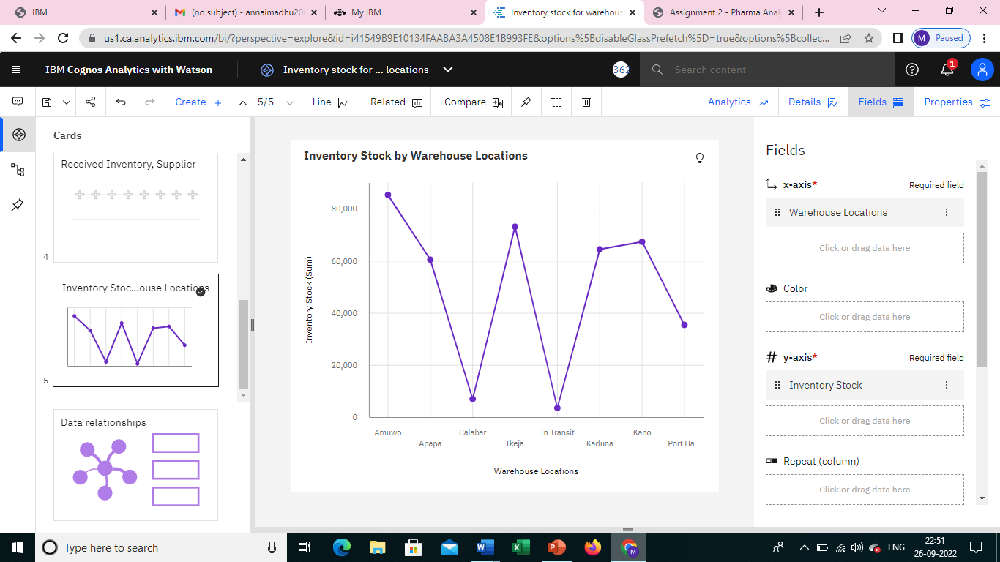 IBM
(no subject) - annaimadhu20
My IBM
Inventory stock for warehous
Assignment 2 - Pharma Anal
us1.ca.analytics.ibm.com/bi/?perspective=explore&id=i41549B9E10134FAABA3A4508E1B993FE&options%5BdisableGlassPrefetch%5D=true&options%5Bcollec...
M Paused
IBM Cognos Analytics with Watson
Inventory stock for ... locations
362
Search content
1
Create +
5/5
Line
Related
Compare
Analytics
Details
Fields
Properties
Cards
Received Inventory, Supplier
4
Inventory Stoc...ouse Locations
5
Data relationships
Inventory Stock by Warehouse Locations
Inventory Stock (Sum)
80,000
60,000
40,000
20,000
0
Amuwo
Apapa
Calabar
Ikeja
In Transit
Kaduna
Kano
Port Ha...
Warehouse Locations
Fields
x-axis* Required field
Warehouse Locations
Click or drag data here
Color
Click or drag data here
# y-axis* Required field
Inventory Stock
Click or drag data here
Repeat (column)
Click or drag data here
Type here to search
ENG
22:51
26-09-2022